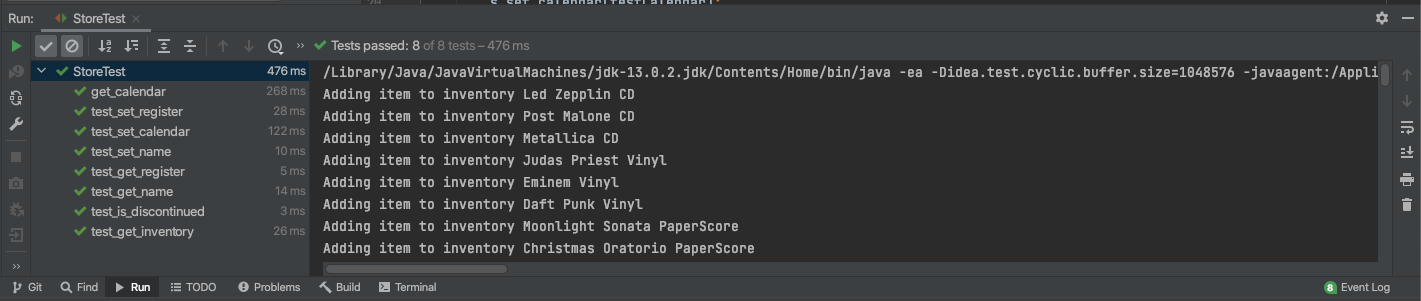 s.set_calendar(testCalendar);
Run: StoreTest
Tests passed: 8 of 8 tests – 476 ms
StoreTest 476 ms
get_calendar 268 ms
test_set_register 28 ms
test_set_calendar 122 ms
test_set_name 10 ms
test_get_register 5 ms
test_get_name 14 ms
test_is_discontinued 3 ms
test_get_inventory 26 ms
/Library/Java/JavaVirtualMachines/jdk-13.0.2.jdk/Contents/Home/bin/java -ea -Didea.test.cyclic.buffer.size=1048576 -javaagent:/Appli
Adding item to inventory Led Zepplin CD
Adding item to inventory Post Malone CD
Adding item to inventory Metallica CD
Adding item to inventory Judas Priest Vinyl
Adding item to inventory Eminem Vinyl
Adding item to inventory Daft Punk Vinyl
Adding item to inventory Moonlight Sonata PaperScore
Adding item to inventory Christmas Oratorio PaperScore
Git Find Run TODO Problems Build Terminal 8 Event Log